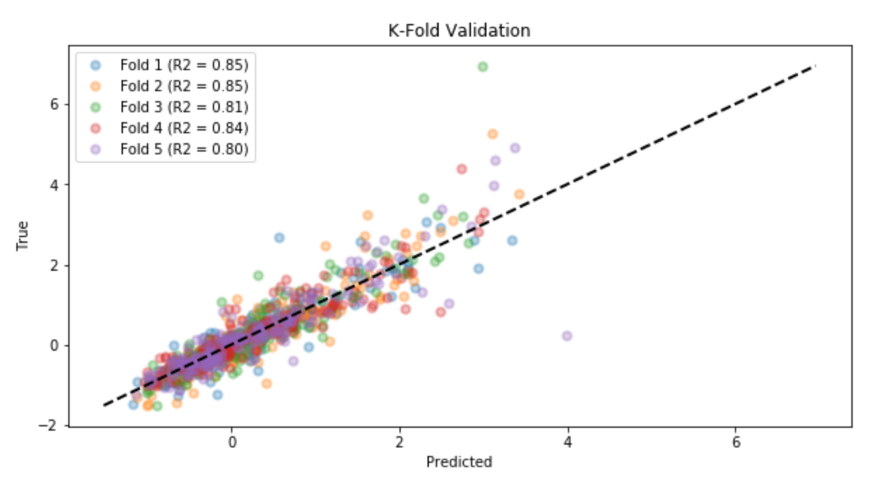 K-Fold Validation
Fold 1 (R2 = 0.85)
Fold 2 (R2 = 0.85)
Fold 3 (R2 = 0.81)
Fold 4 (R2 = 0.84)
Fold 5 (R2 = 0.80)
6
4
2
0
−2
True
0
2
4
6
Predicted